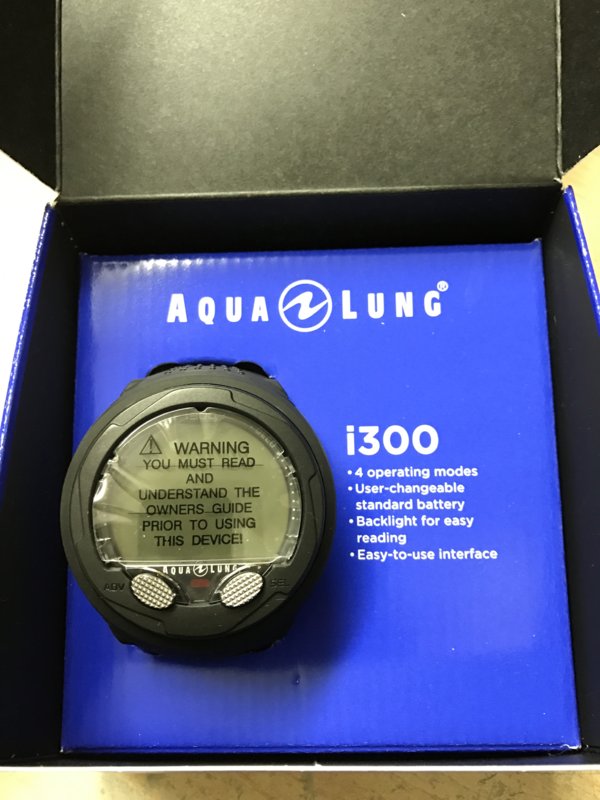 AQUA LUNG®
i300
• 4 operating modes
• User-changeable
standard battery
• Backlight for easy
reading
• Easy-to-use interface
WARNING
YOU MUST READ
AND
UNDERSTAND THE
OWNERS GUIDE
PRIOR TO USING
THIS DEVICE!
AQUA LUNG
ADV SEL